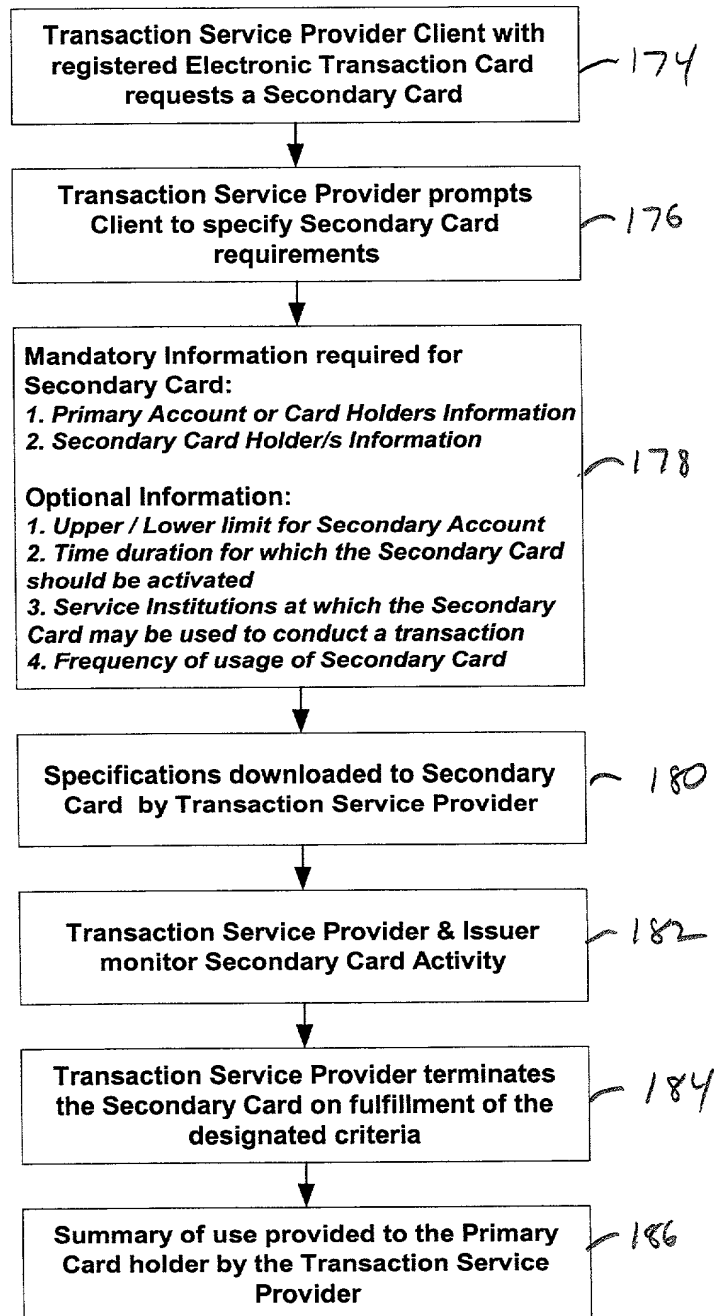 Transaction Service Provider Client with
registered Electronic Transaction Card
requests a Secondary Card
174
Transaction Service Provider prompts
Client to specify Secondary Card
requirements
176
Mandatory Information required for
Secondary Card:
1. Primary Account or Card Holders Information
2. Secondary Card Holder/s Information
Optional Information:
1. Upper / Lower limit for Secondary Account
2. Time duration for which the Secondary Card
should be activated
3. Service Institutions at which the Secondary
Card may be used to conduct a transaction
4. Frequency of usage of Secondary Card
178
Specifications downloaded to Secondary
Card by Transaction Service Provider
180
Transaction Service Provider & Issuer
monitor Secondary Card Activity
182
Transaction Service Provider terminates
the Secondary Card on fulfillment of the
designated criteria
184
Summary of use provided to the Primary
Card holder by the Transaction Service
Provider
186